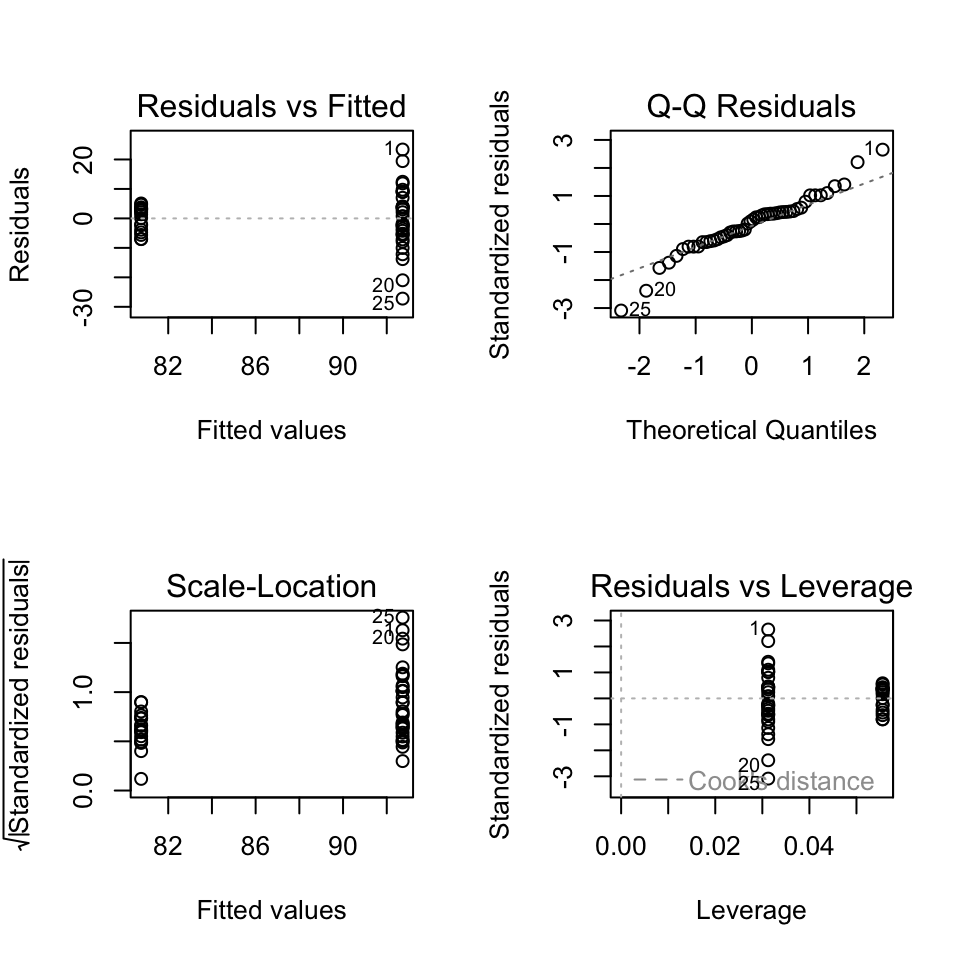 Residuals vs Fitted
Residuals
20
0
-30
1
20
25
82 86 90
Fitted values
Q-Q Residuals
Standardized residuals
3
1
-1
-3
1
20
25
-2 -1 0 1 2
Theoretical Quantiles
Scale-Location
√|Standardized residuals|
1.0
0.0
25
1
20
82 86 90
Fitted values
Residuals vs Leverage
Standardized residuals
3
1
-1
-3
1
20
25
Cook's distance
0.00 0.02 0.04
Leverage